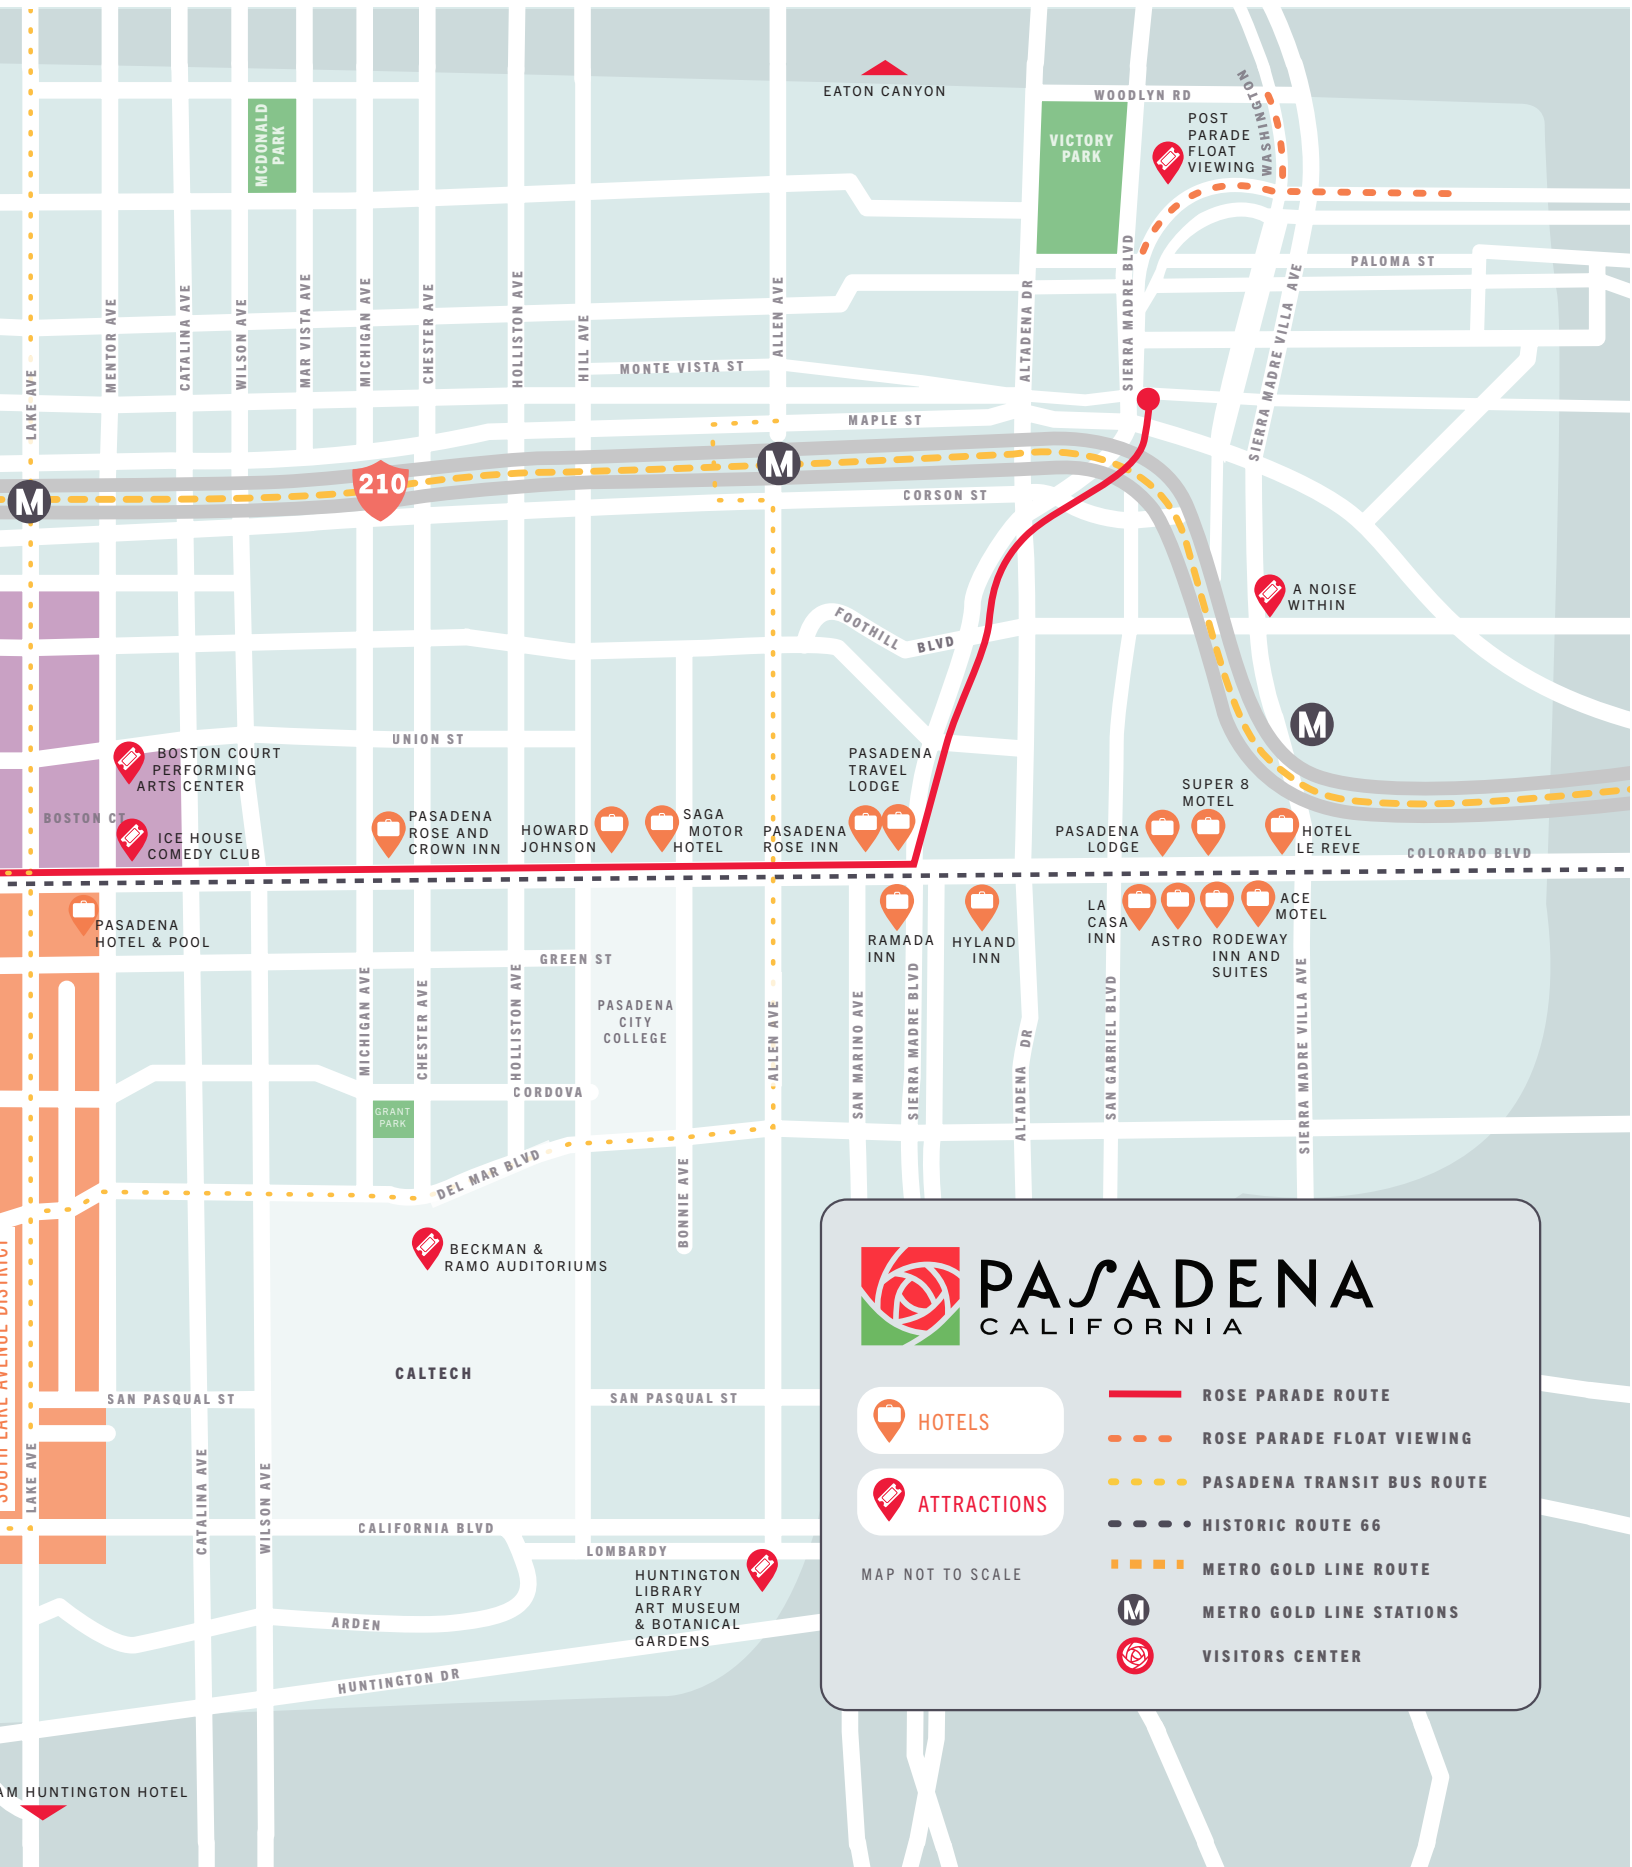 EATON CANYON
WOODLYN RD
WASHINGTON
MCDONALD
PARK
VICTORY
PARK
POST
PARADE
FLOAT
VIEWING
PALOMA ST
LAKE AVE
MENTOR AVE
CATALINA AVE
WILSON AVE
MAR VISTA AVE
MICHIGAN AVE
CHESTER AVE
HOLLISTON AVE
HILL AVE
ALLEN AVE
ALTADENA DR
SIERRA MADRE BLVD
SIERRA MADRE VILLA AVE
MONTE VISTA ST
MAPLE ST
M
210
M
CORSON ST
A NOISE
WITHIN
FOOTHILL BLVD
M
UNION ST
BOSTON COURT
PERFORMING
ARTS CENTER
BOSTON CT
ICE HOUSE
COMEDY CLUB
PASADENA
ROSE AND
CROWN INN
HOWARD
JOHNSON
SAGA
MOTOR
HOTEL
PASADENA
ROSE INN
PASADENA
TRAVEL
LODGE
PASADENA
LODGE
SUPER 8
MOTEL
HOTEL
LE REVE
COLORADO BLVD
PASADENA
HOTEL & POOL
RAMADA
INN
HYLAND
INN
LA
CASA
INN
ASTRO
RODEWAY
INN AND
SUITES
ACE
MOTEL
GREEN ST
PASADENA
CITY
COLLEGE
MICHIGAN AVE
CHESTER AVE
HOLLISTON AVE
ALLEN AVE
SAN MARINO AVE
SIERRA MADRE BLVD
ALTADENA DR
SAN GABRIEL BLVD
SIERRA MADRE VILLA AVE
CORDOVA
GRANT
PARK
DEL MAR BLVD
BONNIE AVE
BECKMAN &
RAMO AUDITORIUMS
SOUTH LAKE AVENUE DISTRICT
CALTECH
SAN PASQUAL ST
SAN PASQUAL ST
LAKE AVE
CATALINA AVE
WILSON AVE
CALIFORNIA BLVD
LOMBARDY
HUNTINGTON
LIBRARY
ART MUSEUM
& BOTANICAL
GARDENS
ARDEN
HUNTINGTON DR
AM HUNTINGTON HOTEL
PASADENA
CALIFORNIA
HOTELS
ATTRACTIONS
MAP NOT TO SCALE
ROSE PARADE ROUTE
ROSE PARADE FLOAT VIEWING
PASADENA TRANSIT BUS ROUTE
HISTORIC ROUTE 66
METRO GOLD LINE ROUTE
M METRO GOLD LINE STATIONS
VISITORS CENTER